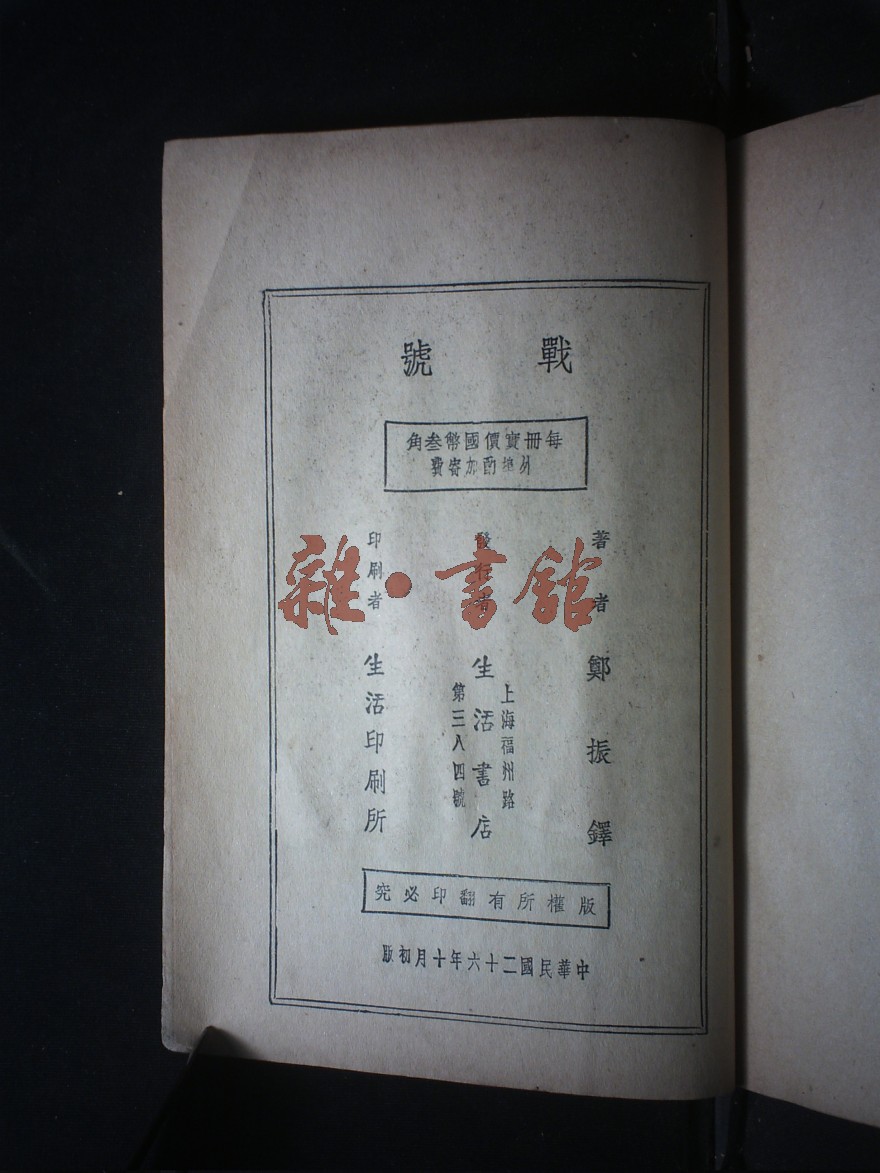 戰號
每冊實價國幣叁角
外埠酌加寄費
著者 鄭振鐸
發行者 生活書店
上海福州路
第三八四號
印刷者 生活印刷所
版權所有翻印必究
中華民國二十六年十月初版
雜·書館